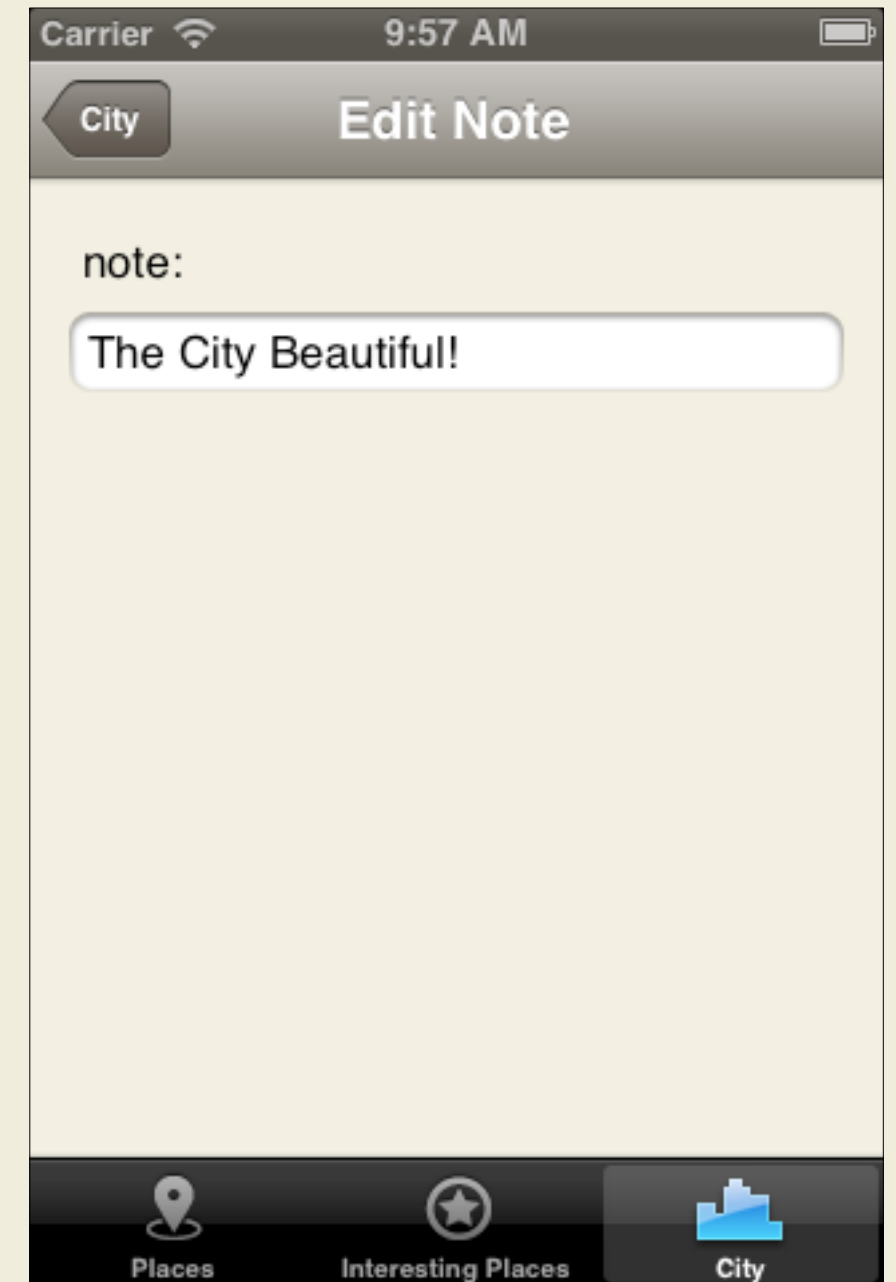 Carrier 9:57 AM
City Edit Note
note:
The City Beautiful!
Places Interesting Places City